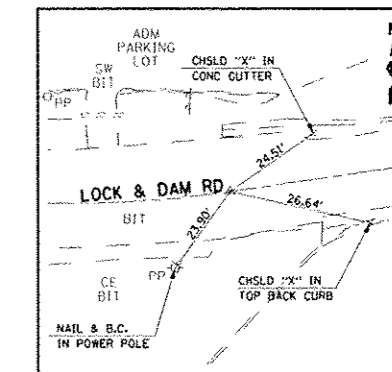 ADM
PARKING
LOT
SW
BIT
PP
CHSLD "X" IN
CONC GUTTER
24.51'
LOCK & DAM RD
26.64'
BIT
23.90'
PP
CE
BIT
CHSLD "X" IN
TOP BACK CURB
NAIL & B.C.
IN POWER POLE